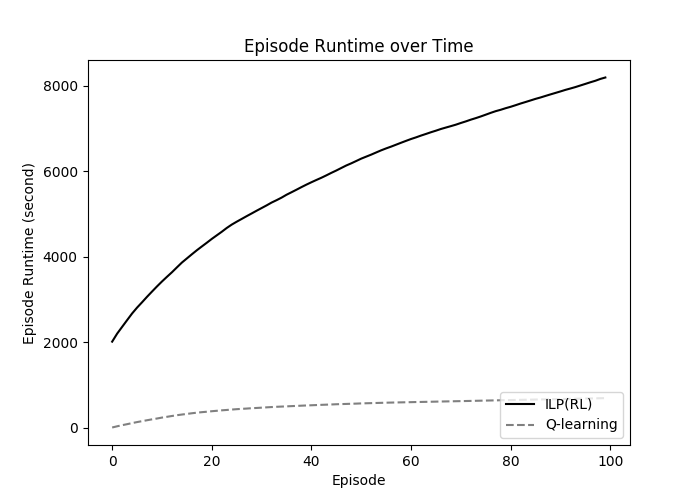 Episode Runtime over Time
Episode Runtime (second)
8000
6000
4000
2000
0
ILP(RL)
Q-learning
0 20 40 60 80 100
Episode